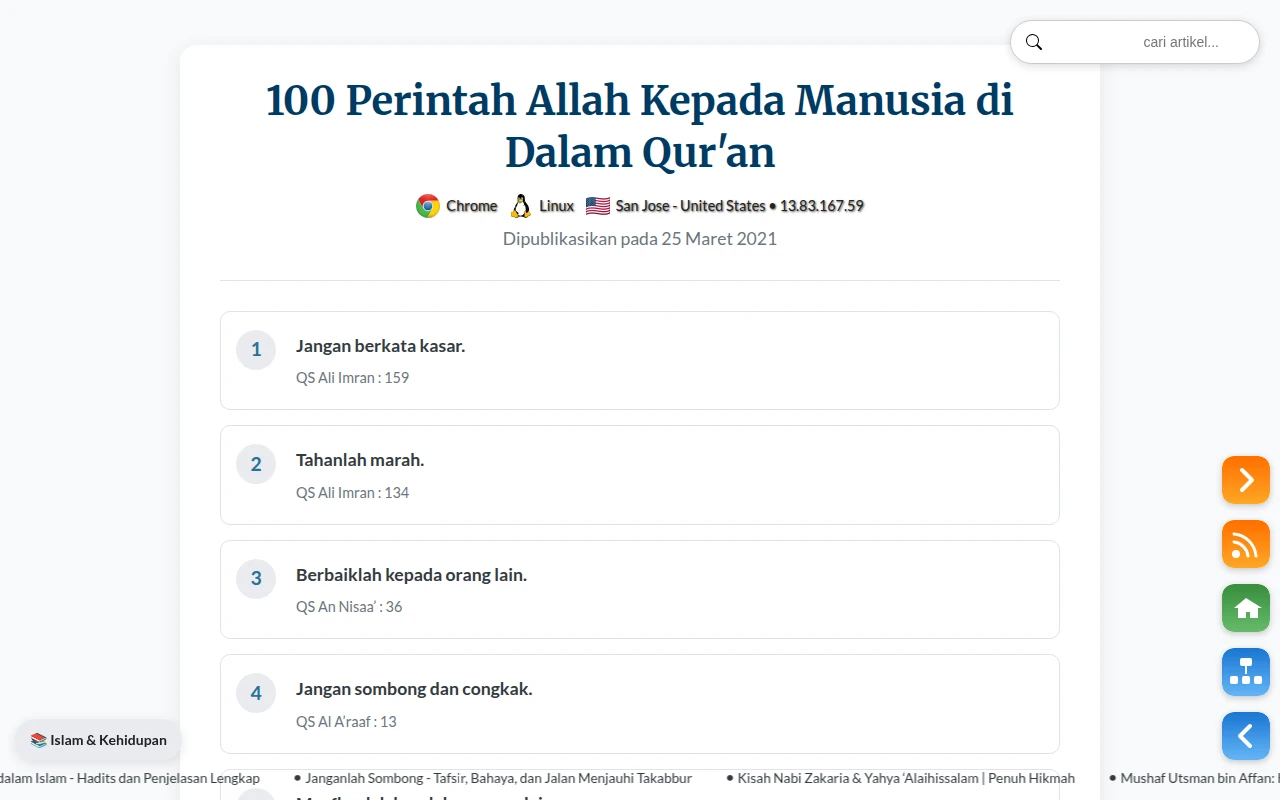 cari artikel...
100 Perintah Allah Kepada Manusia di
Dalam Qur'an
Chrome Linux San Jose - United States • 13.83.167.59
Dipublikasikan pada 25 Maret 2021
1
Jangan berkata kasar.
QS Ali Imran : 159
2
Tahanlah marah.
QS Ali Imran : 134
3
Berbaiklah kepada orang lain.
QS An Nisaa’ : 36
4
Jangan sombong dan congkak.
QS Al A’raaf : 13
📚 Islam & Kehidupan
dalam Islam - Hadits dan Penjelasan Lengkap • Janganlah Sombong - Tafsir, Bahaya, dan Jalan Menjauhi Takabbur • Kisah Nabi Zakaria & Yahya ‘Alaihissalam | Penuh Hikmah • Mushaf Utsman bin Affan: